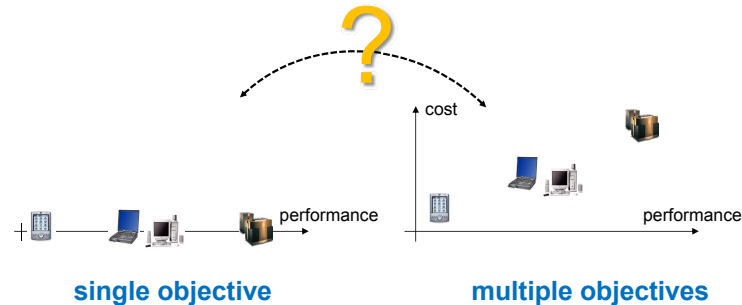 ?
cost
performance
performance
single objective
multiple objectives